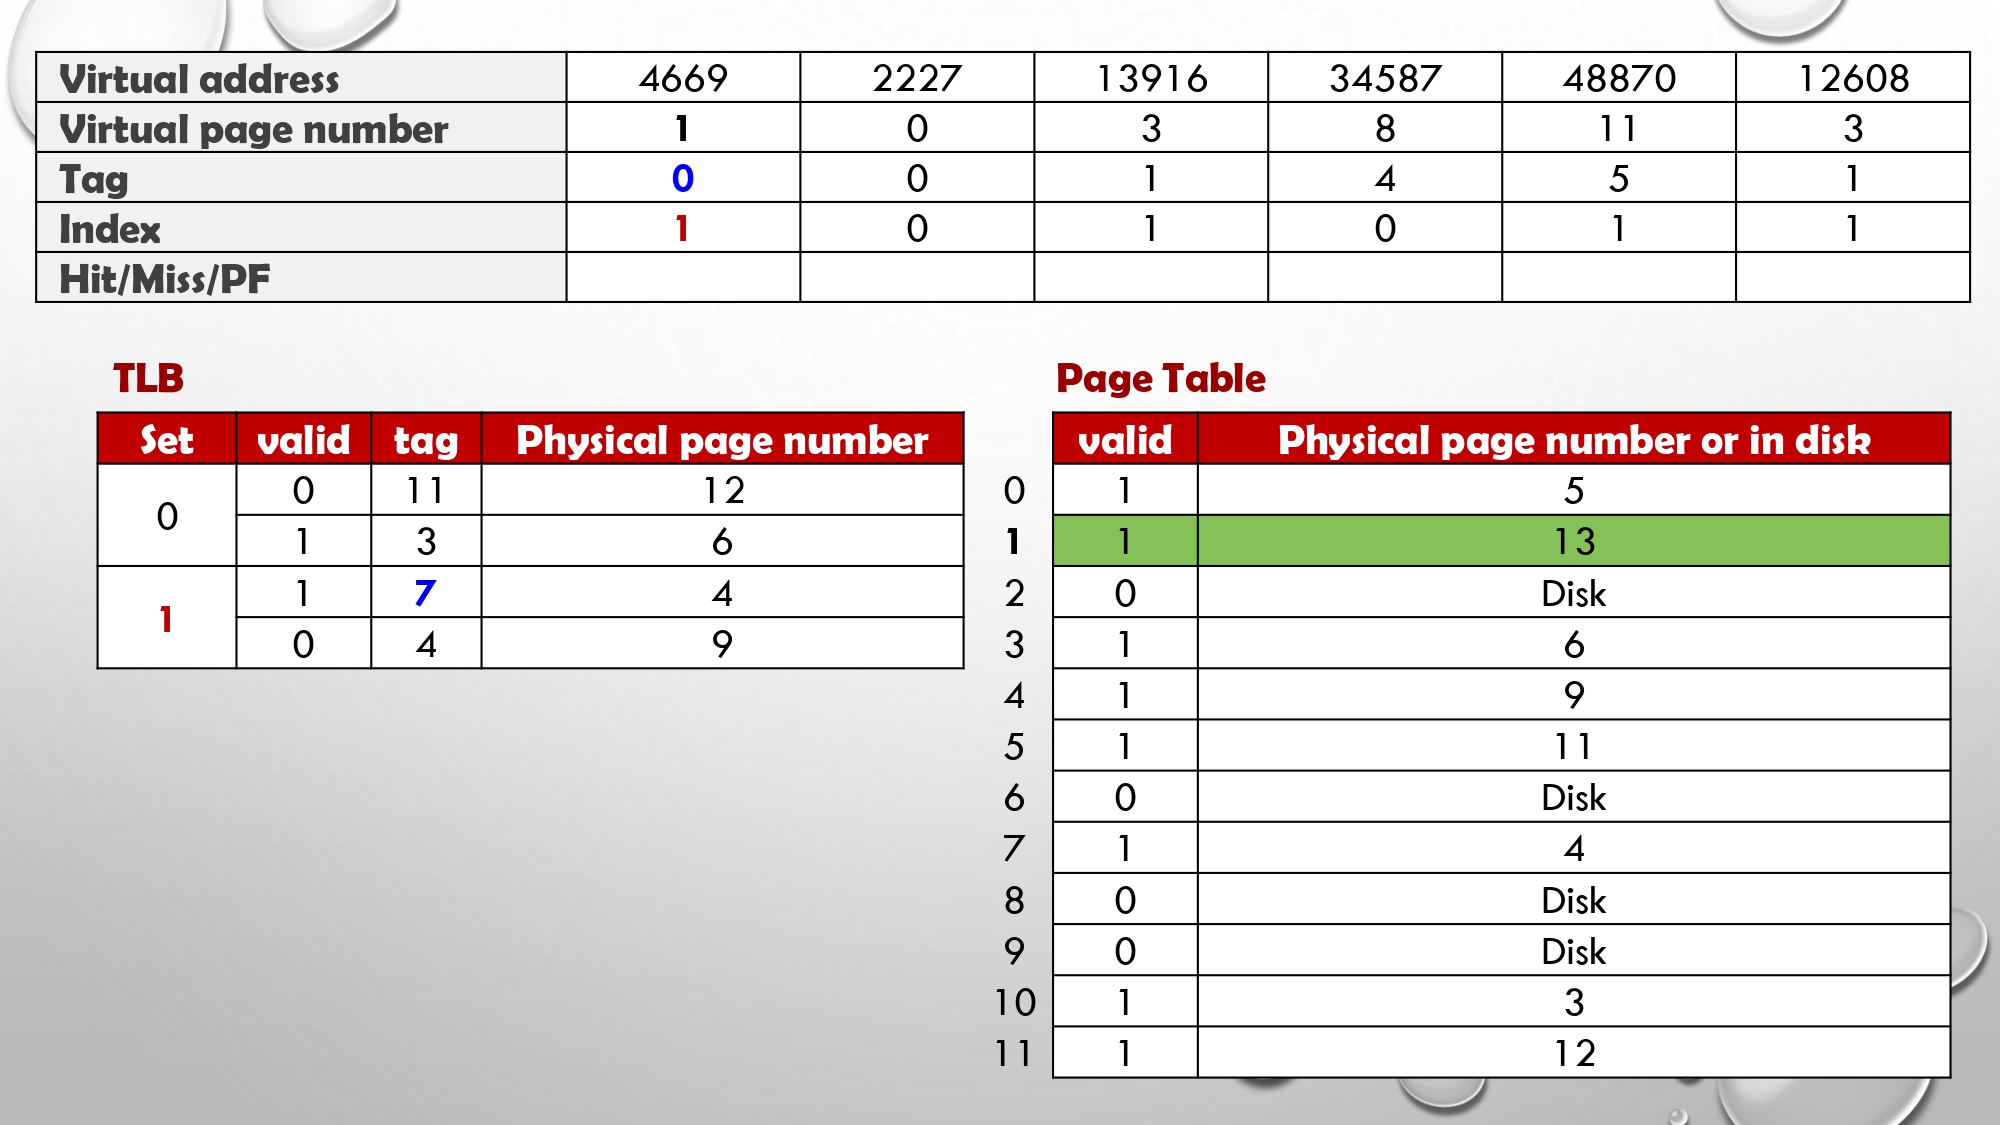 Virtual address 4669 2227 13916 34587 48870 12608
Virtual page number 1 0 3 8 11 3
Tag 0 0 1 4 5 1
Index 1 0 1 0 1 1
Hit/Miss/PF
TLB
Set valid tag Physical page number
0 0 11 12
1 3 6
1 1 7 4
0 4 9
Page Table
valid Physical page number or in disk
0 1 5
1 1 13
2 0 Disk
3 1 6
4 1 9
5 1 11
6 0 Disk
7 1 4
8 0 Disk
9 0 Disk
10 1 3
11 1 12